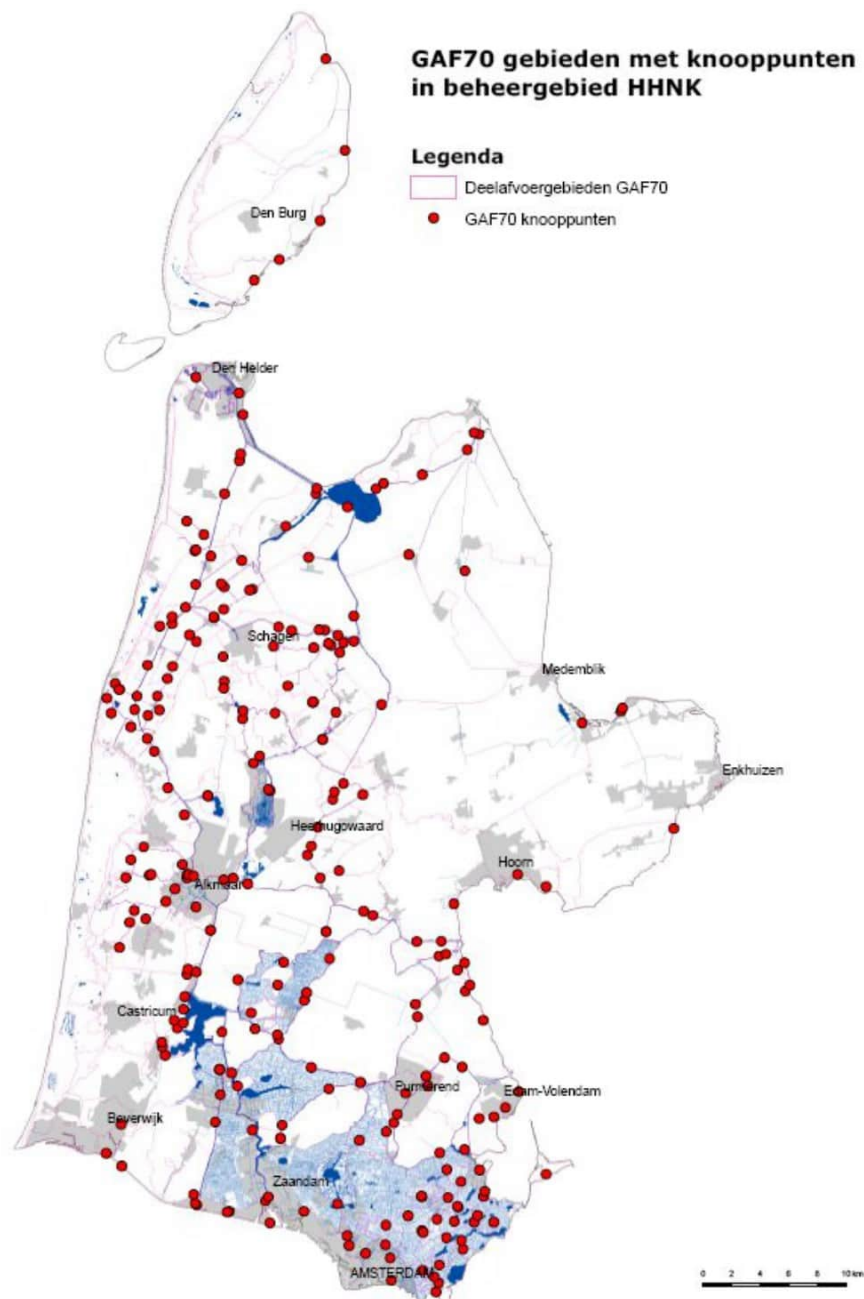 GAF70 gebieden met knooppunten
in beheergebied HHNK
Legenda
Deelafvoergebieden GAF70
GAF70 knooppunten
Den Burg
Den Helder
Schagen
Medemblik
Enkhuizen
Heerhugowaard
Hoorn
Alkmaar
Castricum
Purmerend
Edam-Volendam
Beverwijk
Zaandam
AMSTERDAM
0 2 4 6 8 10 km